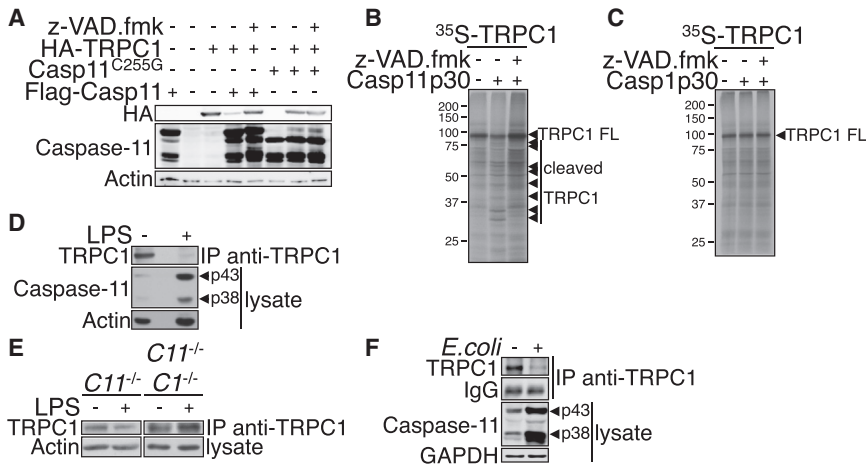 A
z-VAD.fmk - - - - + - - +
HA-TRPC1 - - + + + - + +
Casp11C255G - - - - - + + +
Flag-Casp11 + - - + + - - -
HA
Caspase-11
Actin
B
35S-TRPC1
z-VAD.fmk - - +
Casp11p30 - + +
200
150
100
75
50
37
25
TRPC1 FL
cleaved
TRPC1
C
35S-TRPC1
z-VAD.fmk - - +
Casp1p30 - + +
200
150
100
75
50
37
25
TRPC1 FL
D
LPS - +
TRPC1 IP anti-TRPC1
Caspase-11 p43
p38 lysate
Actin
E
C11-/-
C11-/- C1-/-
LPS - + - +
TRPC1 IP anti-TRPC1
Actin lysate
F
E.coli - +
TRPC1 IP anti-TRPC1
IgG
Caspase-11 p43
p38 lysate
GAPDH